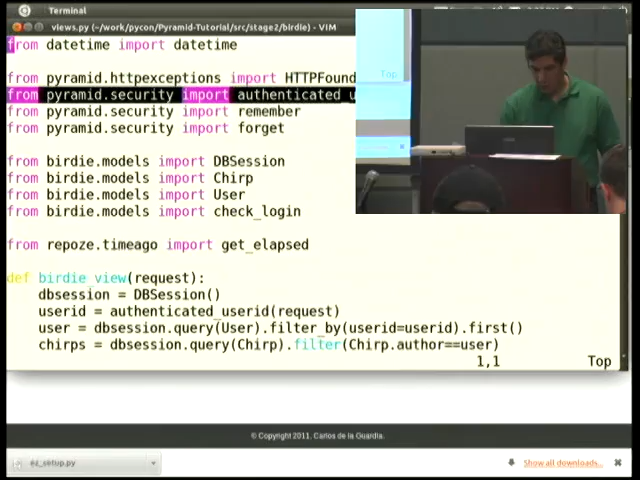 Terminal
views.py (~/work/pycon/Pyramid-Tutorial/src/stage2/birdie) - VIM
from datetime import datetime
from pyramid.httpexceptions import HTTPFound
from pyramid.security import authenticated_u
from pyramid.security import remember
from pyramid.security import forget
from birdie.models import DBSession
from birdie.models import Chirp
from birdie.models import User
from birdie.models import check_login
from repoze.timeago import get_elapsed
def birdie_view(request):
dbsession = DBSession()
userid = authenticated_userid(request)
user = dbsession.query(User).filter_by(userid=userid).first()
chirps = dbsession.query(Chirp).filter(Chirp.author==user)
1,1 Top
Top
© Copyright 2011, Carlos de la Guardia.
ez_setup.py
Show all downloads...